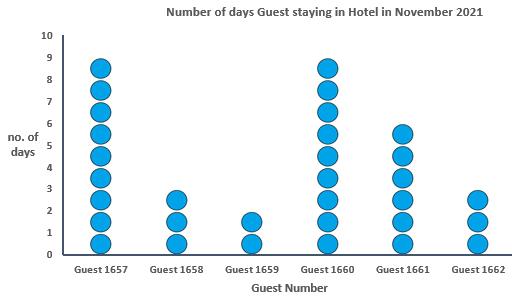 Number of days Guest staying in Hotel in November 2021
10
9
8
7
6
5
4
3
2
1
0
no. of
days
Guest 1657 Guest 1658 Guest 1659 Guest 1660 Guest 1661 Guest 1662
Guest Number